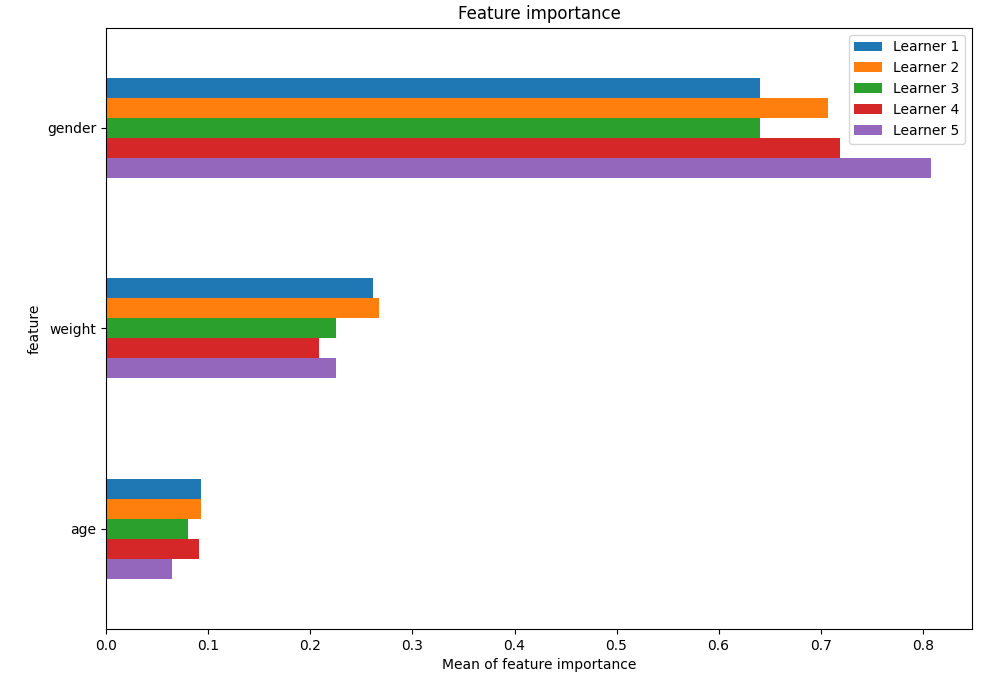 Feature importance
Learner 1
Learner 2
Learner 3
Learner 4
Learner 5
gender
weight
age
feature
0.0 0.1 0.2 0.3 0.4 0.5 0.6 0.7 0.8
Mean of feature importance